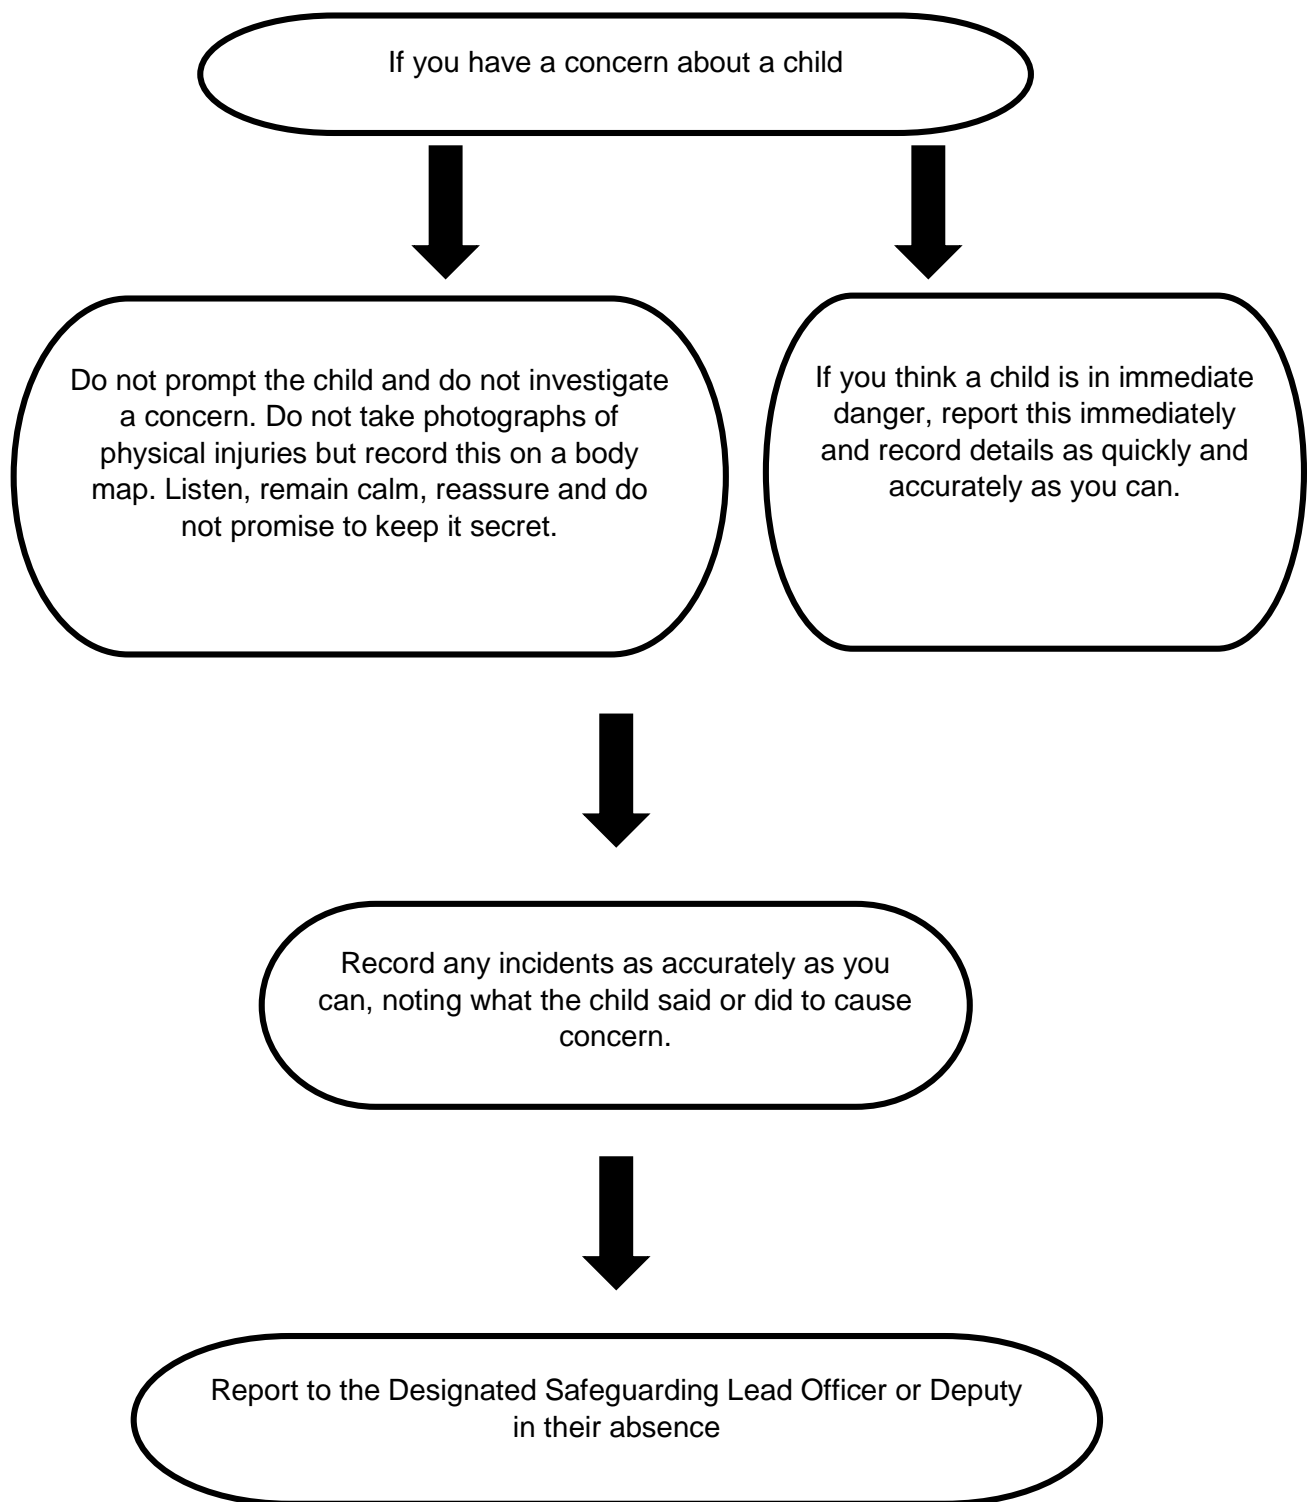 If you have a concern about a child
Do not prompt the child and do not investigate
a concern. Do not take photographs of
physical injuries but record this on a body
map. Listen, remain calm, reassure and do
not promise to keep it secret.
If you think a child is in immediate
danger, report this immediately
and record details as quickly and
accurately as you can.
Record any incidents as accurately as you
can, noting what the child said or did to cause
concern.
Report to the Designated Safeguarding Lead Officer or Deputy
in their absence